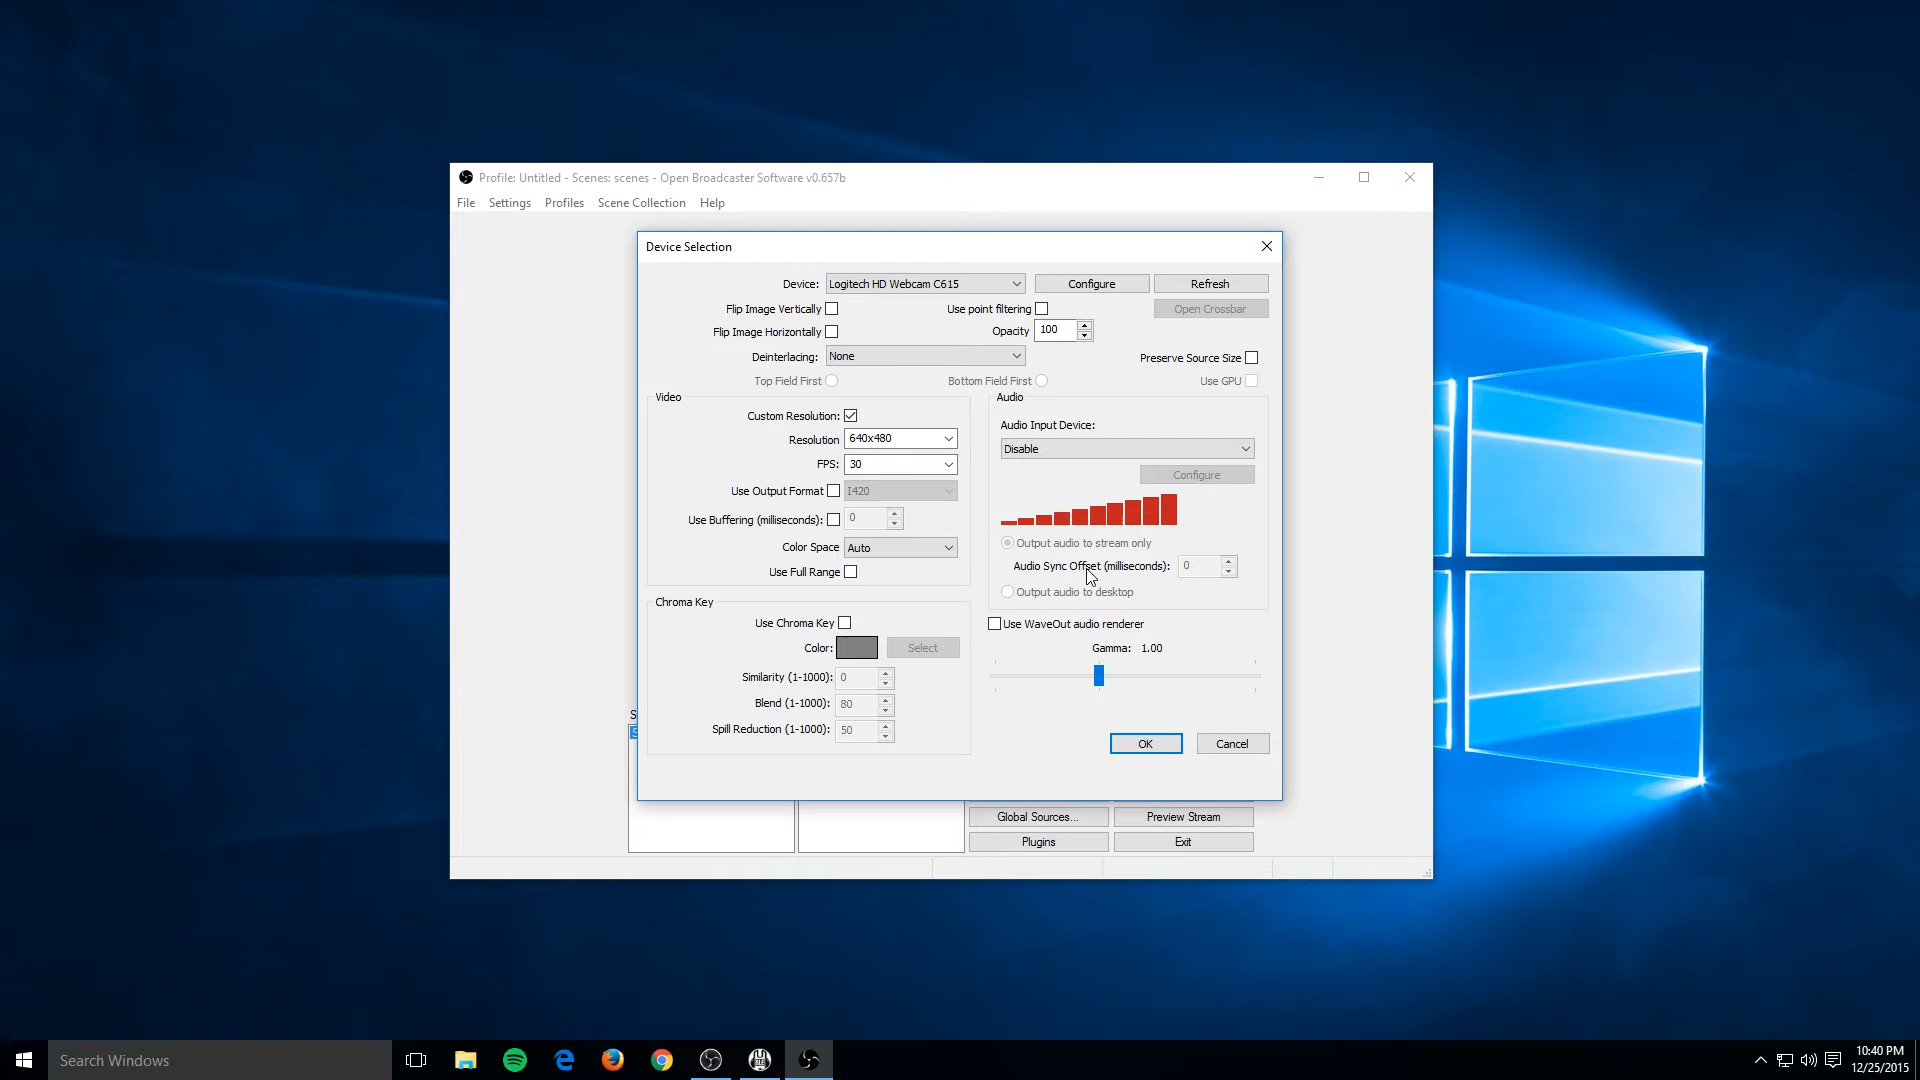 Profile: Untitled - Scenes: scenes - Open Broadcaster Software v0.657b
File Settings Profiles Scene Collection Help
Device Selection
Device: Logitech HD Webcam C615 Configure Refresh
Flip Image Vertically Use point filtering Open Crossbar
Flip Image Horizontally Opacity 100
Deinterlacing: None Preserve Source Size
Top Field First Bottom Field First Use GPU
Video
Custom Resolution:
Resolution 640x480
FPS: 30
Use Output Format I420
Use Buffering (milliseconds): 0
Color Space Auto
Use Full Range
Audio
Audio Input Device:
Disable
Configure
Output audio to stream only
Audio Sync Offset (milliseconds): 0
Output audio to desktop
Chroma Key
Use Chroma Key
Color: Select
Similarity (1-1000): 0
Blend (1-1000): 80
Spill Reduction (1-1000): 50
Use WaveOut audio renderer
Gamma: 1.00
OK Cancel
Global Sources... Preview Stream
Plugins Exit
Search Windows
10:40 PM
12/25/2015